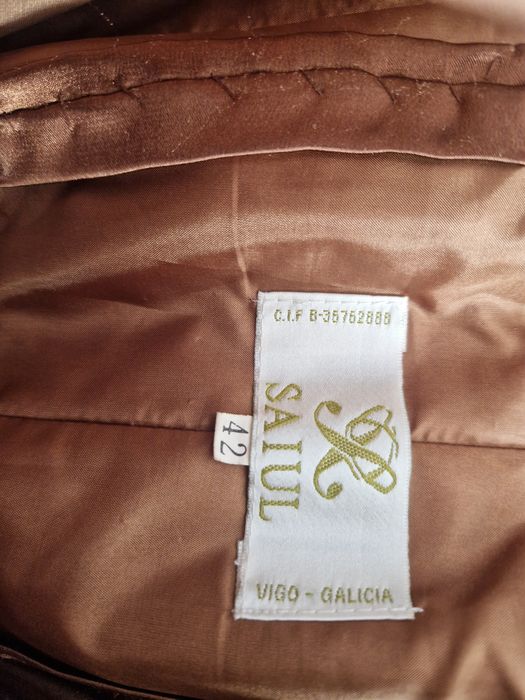 C.I.F B-36752888
SAIUL
42
VIGO - GALICIA